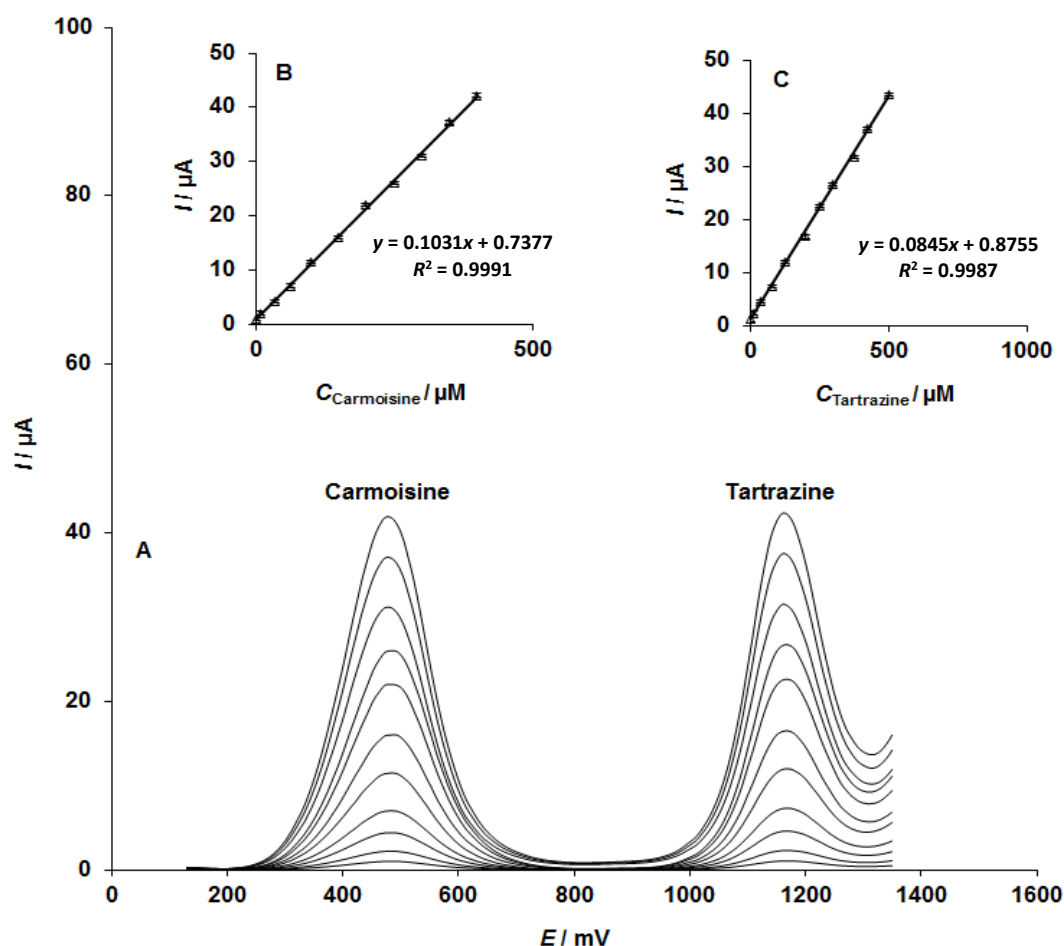 100
80
60
40
20
0
I / µA
A
0
200
400
600
800
1000
1200
1400
1600
E / mV
Carmoisine
Tartrazine
B
50
40
30
20
10
0
I / µA
y = 0.1031x + 0.7377
R² = 0.9991
0
500
C Carmoisine / µM
C
50
40
30
20
10
0
I / µA
y = 0.0845x + 0.8755
R² = 0.9987
0
500
1000
C Tartrazine / µM